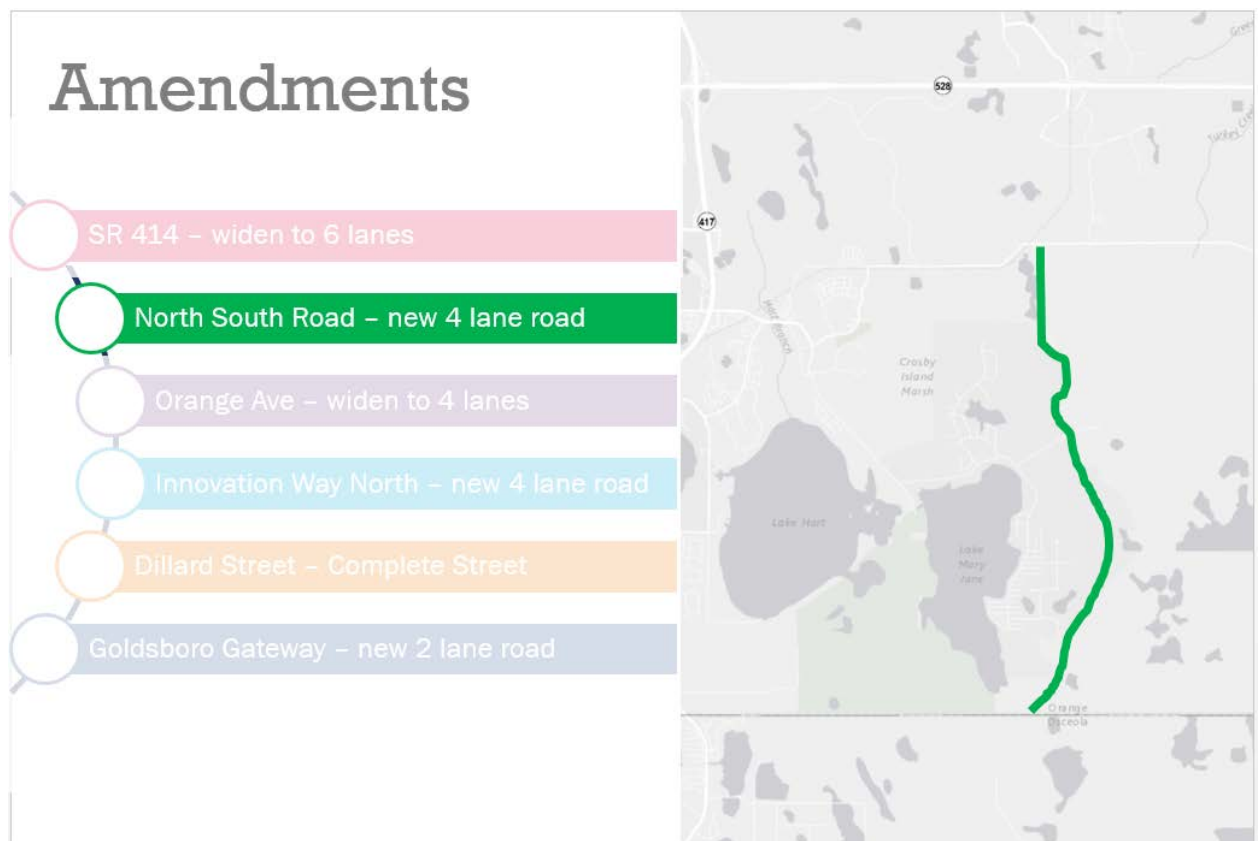 Amendments
SR 414 – widen to 6 lanes
North South Road – new 4 lane road
Orange Ave – widen to 4 lanes
Innovation Way North – new 4 lane road
Dillard Street – Complete Street
Goldsboro Gateway – new 2 lane road
528
417
Hart Branch
Crosby
Island
Marsh
Lake Hart
Lake
Mary
Jane
Orange
Osceola